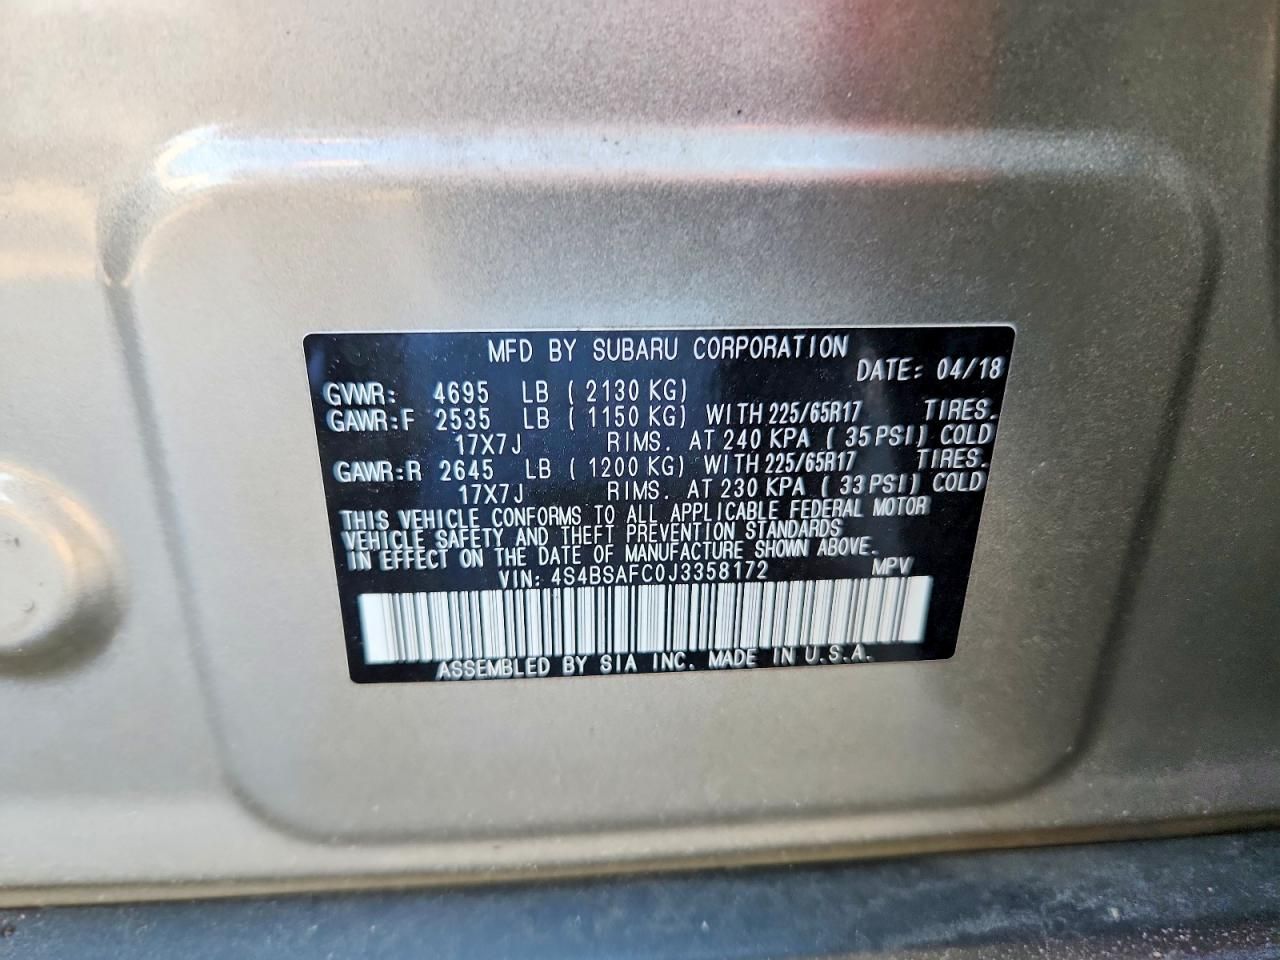 MFD BY SUBARU CORPORATION
DATE: 04/18
GVWR: 4695 LB ( 2130 KG)
GAWR:F 2535 LB ( 1150 KG) WITH 225/65R17 TIRES.
17X7J RIMS. AT 240 KPA ( 35 PSI) COLD
GAWR:R 2645 LB ( 1200 KG) WITH 225/65R17 TIRES.
17X7J RIMS. AT 230 KPA ( 33 PSI) COLD
THIS VEHICLE CONFORMS TO ALL APPLICABLE FEDERAL MOTOR
VEHICLE SAFETY AND THEFT PREVENTION STANDARDS
IN EFFECT ON THE DATE OF MANUFACTURE SHOWN ABOVE.
VIN: 4S4BSAFC0J3358172 MPV
ASSEMBLED BY SIA INC. MADE IN U.S.A.